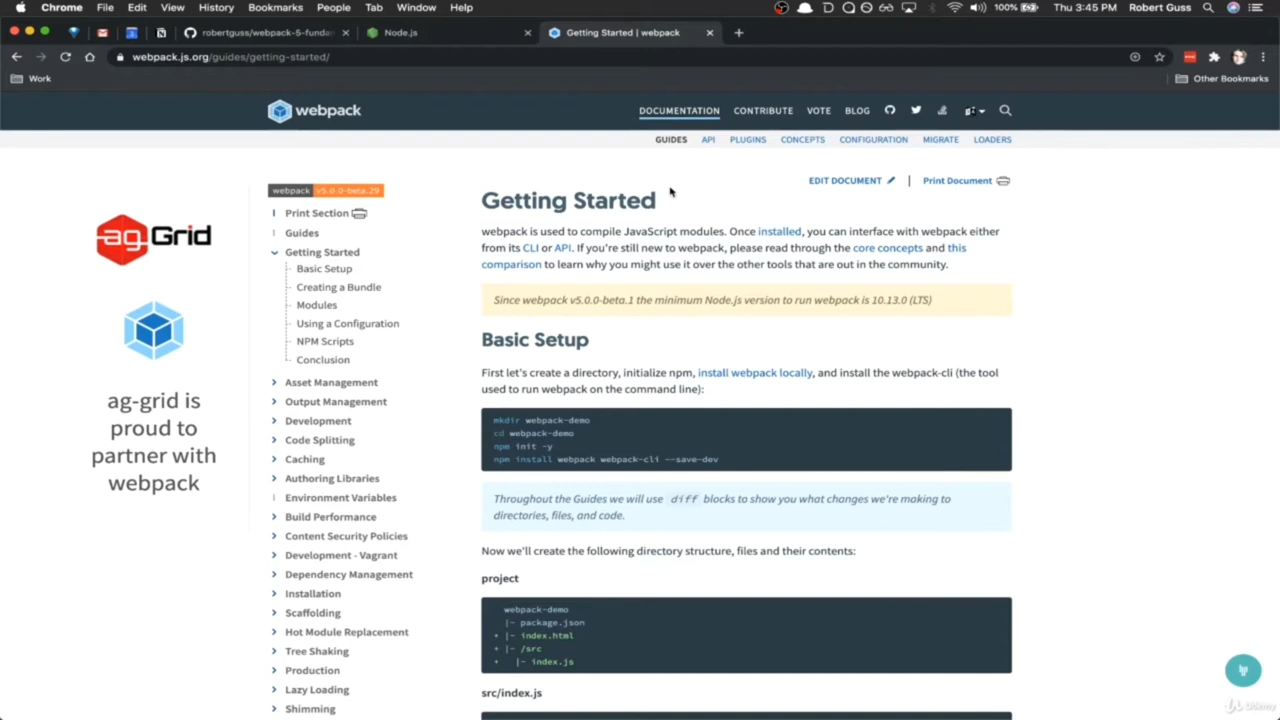 Chrome File Edit View History Bookmarks People Tab Window Help 100% Thu 3:45 PM Robert Guss
robertguss/webpack-5-funda Node.js Getting Started | webpack
webpack.js.org/guides/getting-started/
Work Other Bookmarks
webpack DOCUMENTATION CONTRIBUTE VOTE BLOG
GUIDES API PLUGINS CONCEPTS CONFIGURATION MIGRATE LOADERS
ag-Grid
ag-grid is
proud to
partner with
webpack
webpack v5.0.0-beta.29
Print Section
Guides
Getting Started
Basic Setup
Creating a Bundle
Modules
Using a Configuration
NPM Scripts
Conclusion
Asset Management
Output Management
Development
Code Splitting
Caching
Authoring Libraries
Environment Variables
Build Performance
Content Security Policies
Development - Vagrant
Dependency Management
Installation
Scaffolding
Hot Module Replacement
Tree Shaking
Production
Lazy Loading
Shimming
EDIT DOCUMENT | Print Document
Getting Started
webpack is used to compile JavaScript modules. Once installed, you can interface with webpack either
from its CLI or API. If you're still new to webpack, please read through the core concepts and this
comparison to learn why you might use it over the other tools that are out in the community.
Since webpack v5.0.0-beta.1 the minimum Node.js version to run webpack is 10.13.0 (LTS)
Basic Setup
First let's create a directory, initialize npm, install webpack locally, and install the webpack-cli (the tool
used to run webpack on the command line):
mkdir webpack-demo
cd webpack-demo
npm init -y
npm install webpack webpack-cli --save-dev
Throughout the Guides we will use diff blocks to show you what changes we're making to
directories, files, and code.
Now we'll create the following directory structure, files and their contents:
project
webpack-demo
|- package.json
+ |- index.html
+ |- /src
+ |- index.js
src/index.js
Udemy